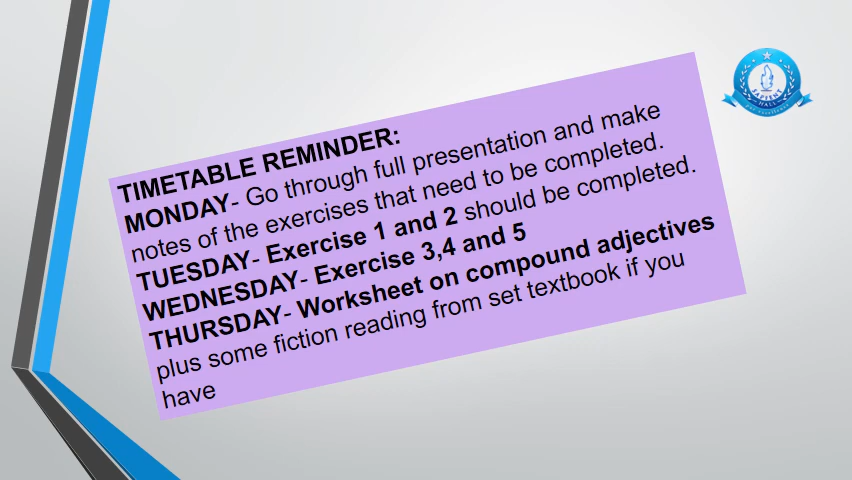 TIMETABLE REMINDER:
MONDAY- Go through full presentation and make
notes of the exercises that need to be completed.
TUESDAY- Exercise 1 and 2 should be completed.
WEDNESDAY- Exercise 3,4 and 5
THURSDAY- Worksheet on compound adjectives
plus some fiction reading from set textbook if you
have
SAPIENT
HALL